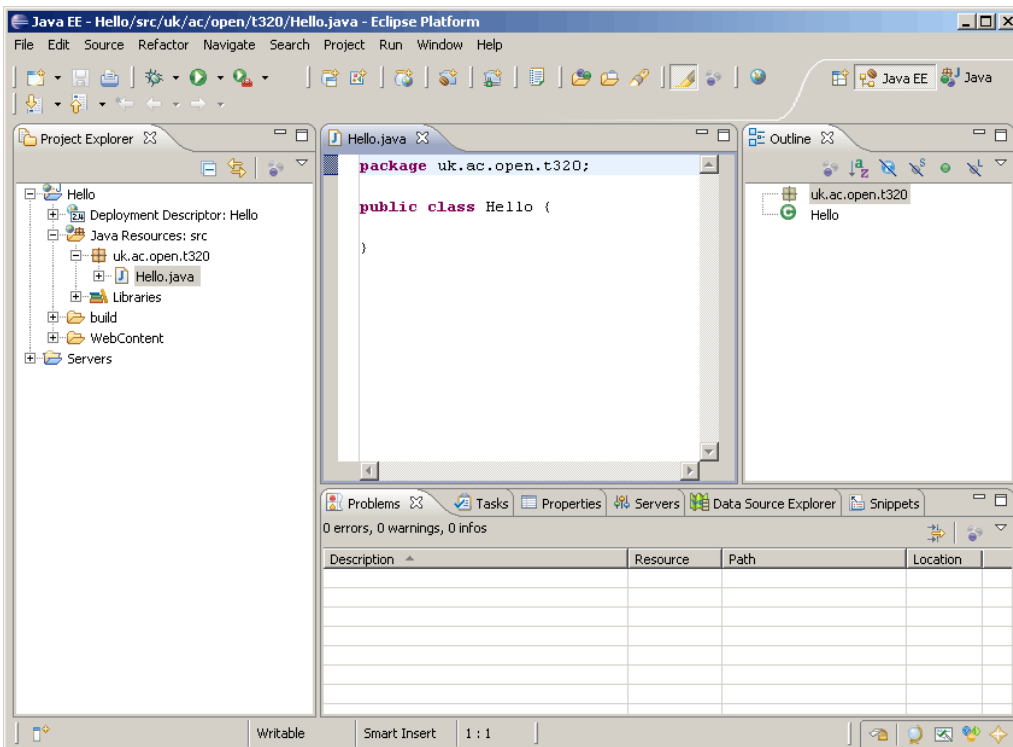 Java EE - Hello/src/uk/ac/open/t320/Hello.java - Eclipse Platform
File Edit Source Refactor Navigate Search Project Run Window Help
Java EE Java
Project Explorer
Hello
2.4 Deployment Descriptor: Hello
Java Resources: src
uk.ac.open.t320
Hello.java
Libraries
build
WebContent
Servers
Hello.java
package uk.ac.open.t320;
public class Hello {
}
Outline
uk.ac.open.t320
Hello
Problems Tasks Properties Servers Data Source Explorer Snippets
0 errors, 0 warnings, 0 infos
Description Resource Path Location
Writable Smart Insert 1 : 1